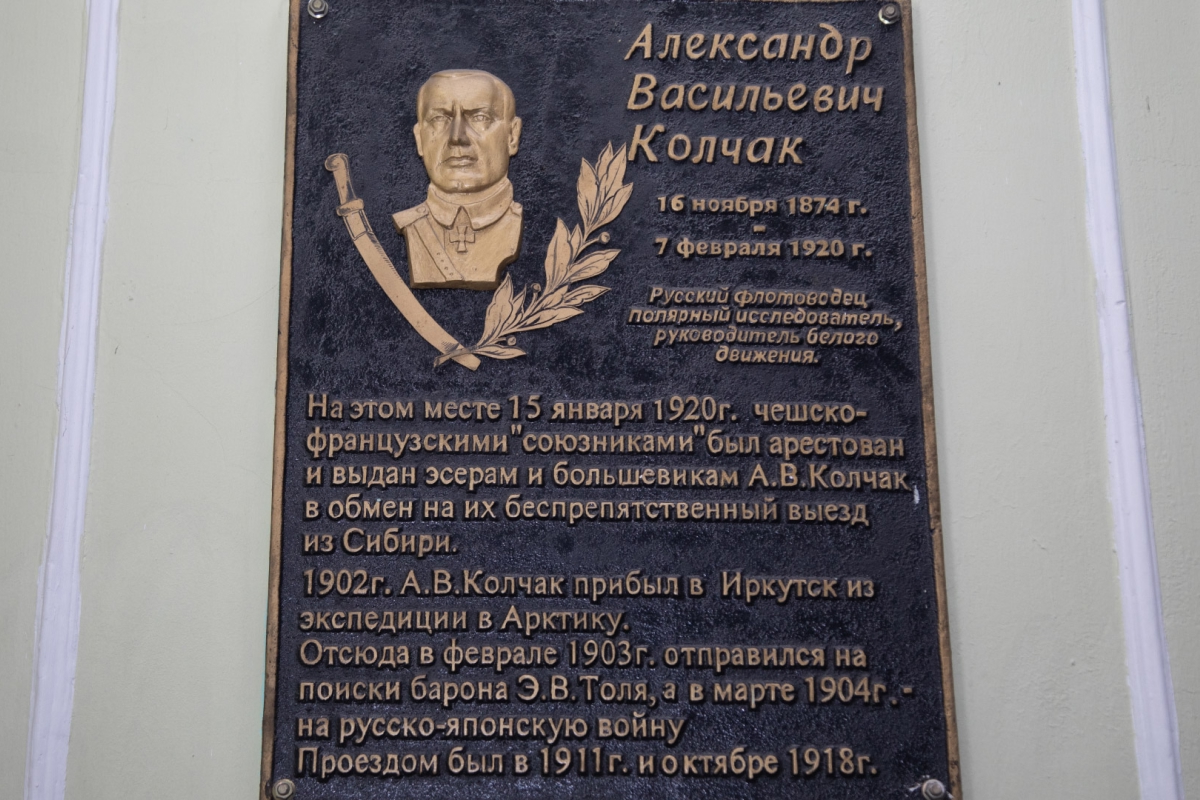 Александр
Васильевич
Колчак
16 ноября 1874 г.
-
7 февраля 1920 г.
Русский флотоводец,
полярный исследователь,
руководитель белого
движения.
На этом месте 15 января 1920г. чешско-
французскими "союзниками" был арестован
и выдан эсерам и большевикам А.В.Колчак,
в обмен на их беспрепятственный выезд
из Сибири.
1902г. А.В.Колчак прибыл в Иркутск из
экспедиции в Арктику.
Отсюда в феврале 1903г. отправился на
поиски барона Э.В.Толя, а в марте 1904г. -
на русско-японскую войну
Проездом был в 1911г. и октябре 1918г.